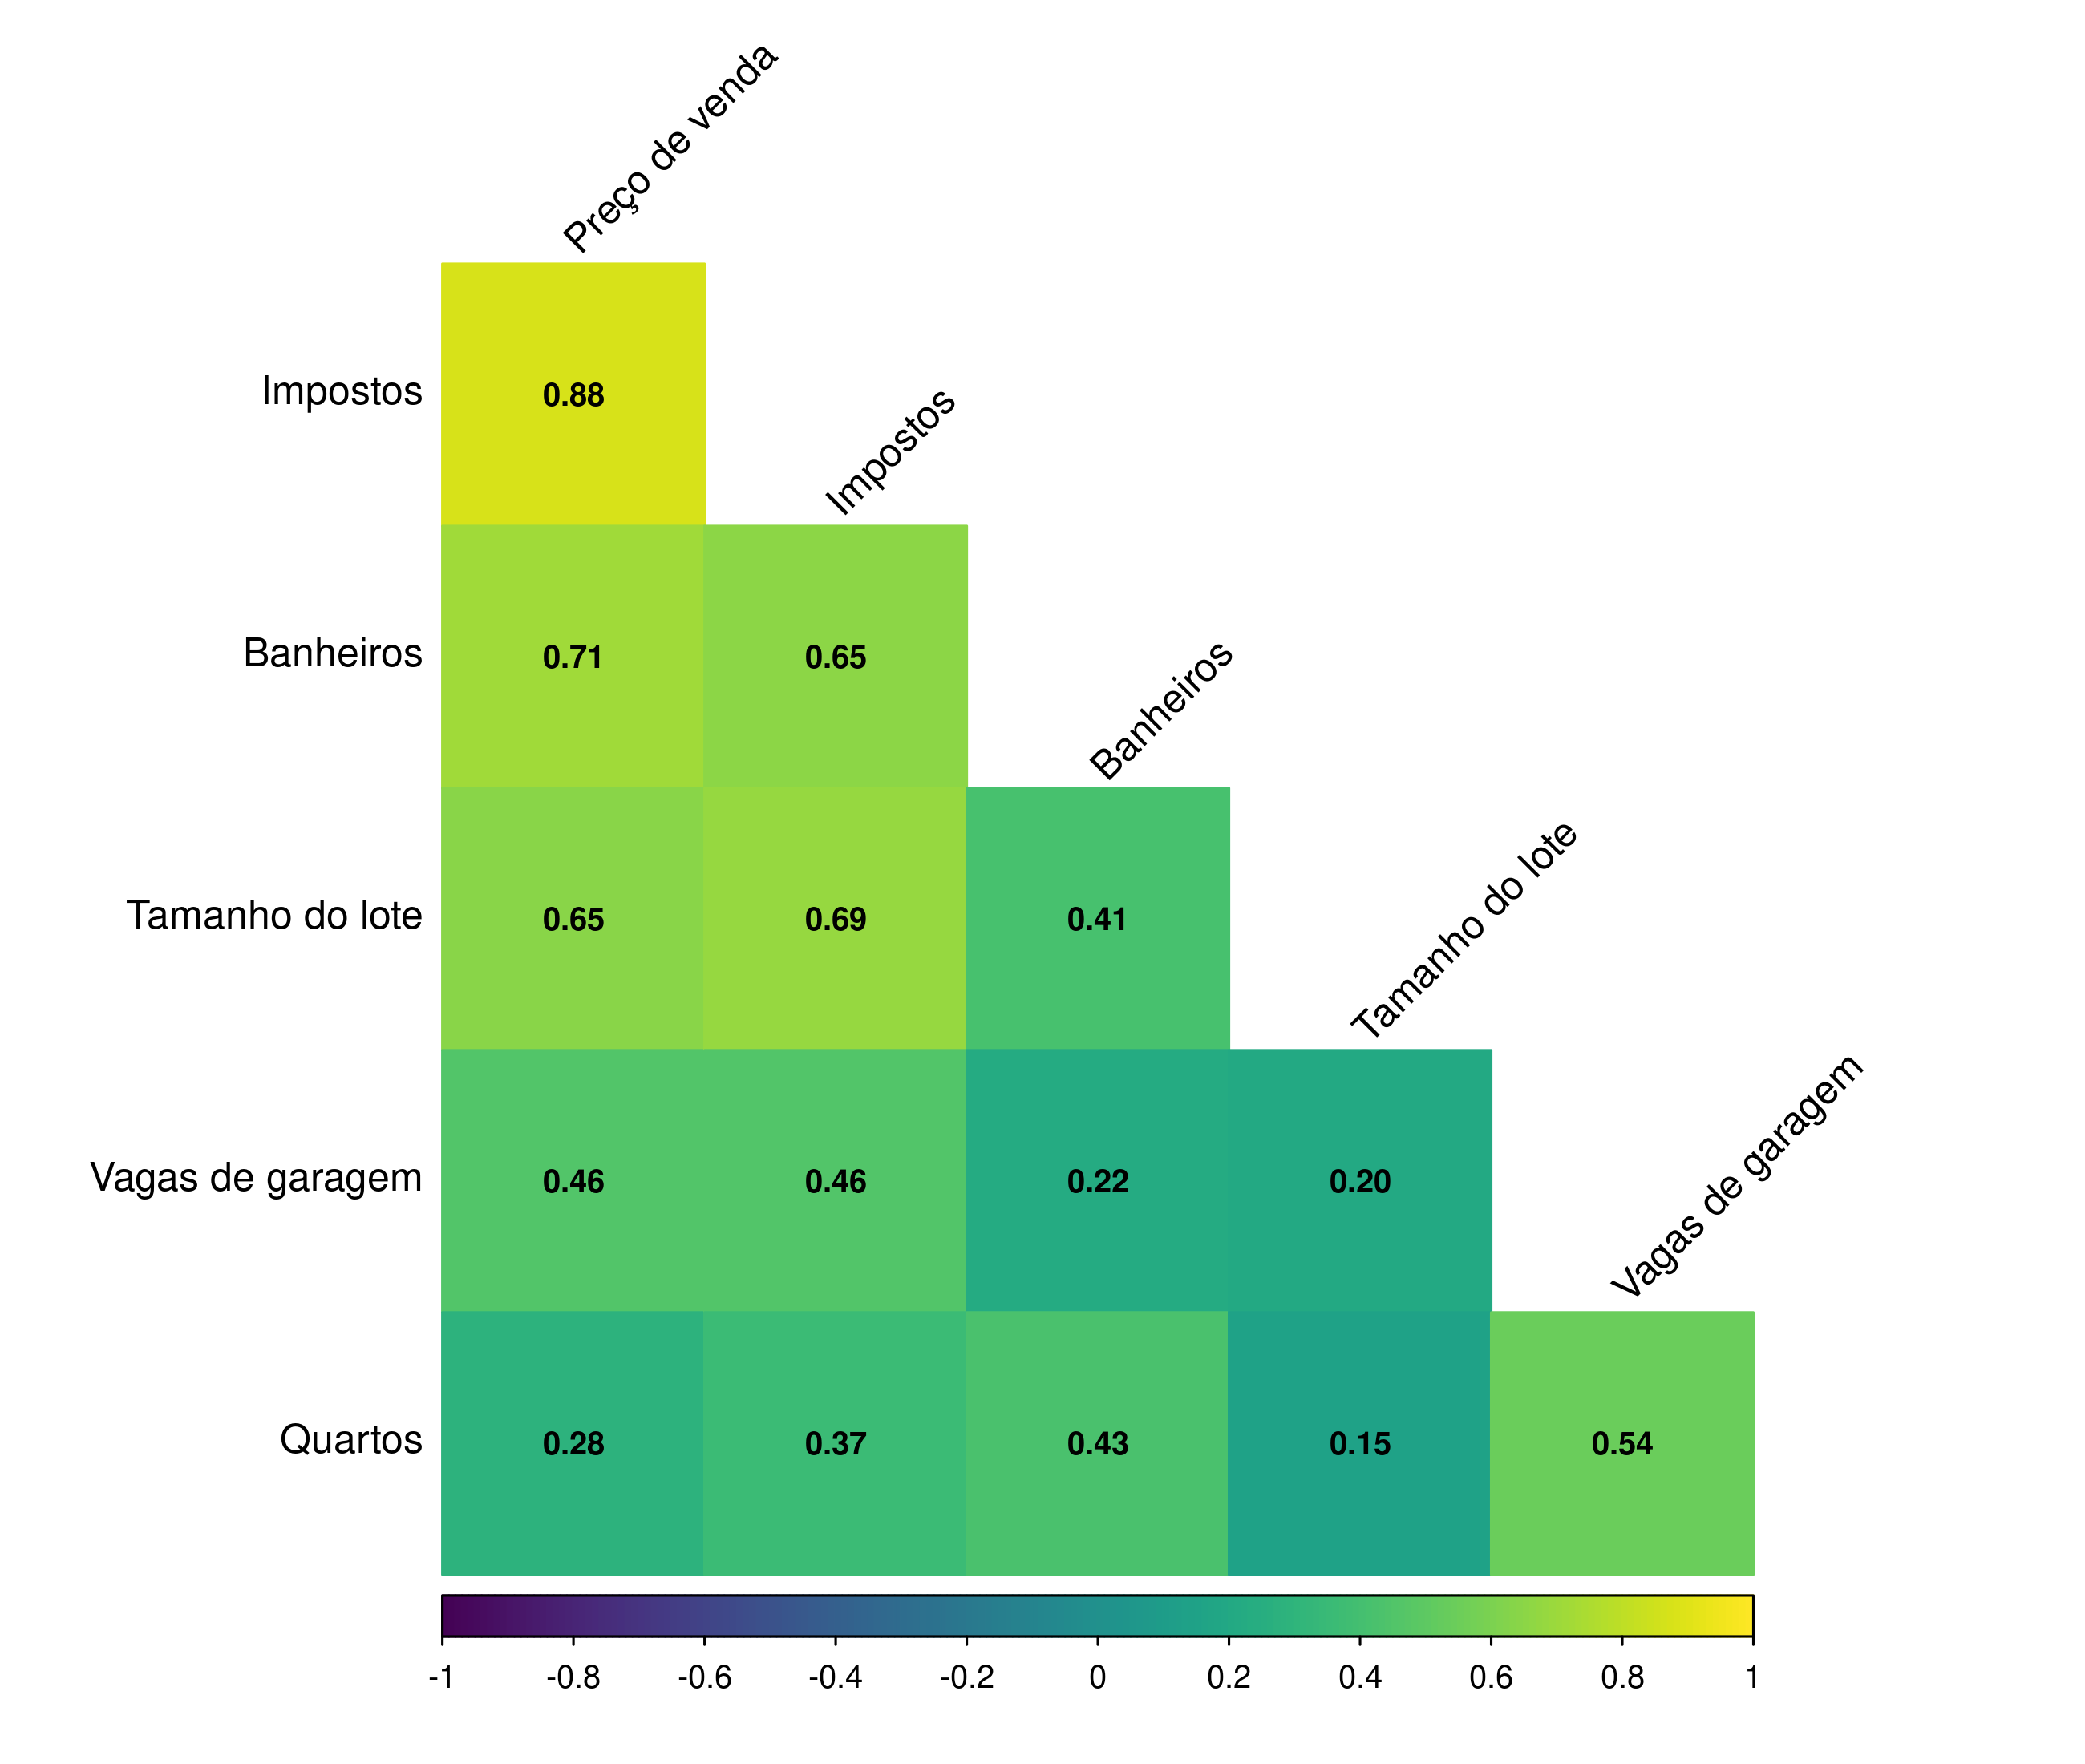 Preço de venda
Impostos 0.88
Impostos
Banheiros 0.71 0.65
Banheiros
Tamanho do lote 0.65 0.69 0.41
Tamanho do lote
Vagas de garagem 0.46 0.46 0.22 0.20
Vagas de garagem
Quartos 0.28 0.37 0.43 0.15 0.54
-1 -0.8 -0.6 -0.4 -0.2 0 0.2 0.4 0.6 0.8 1